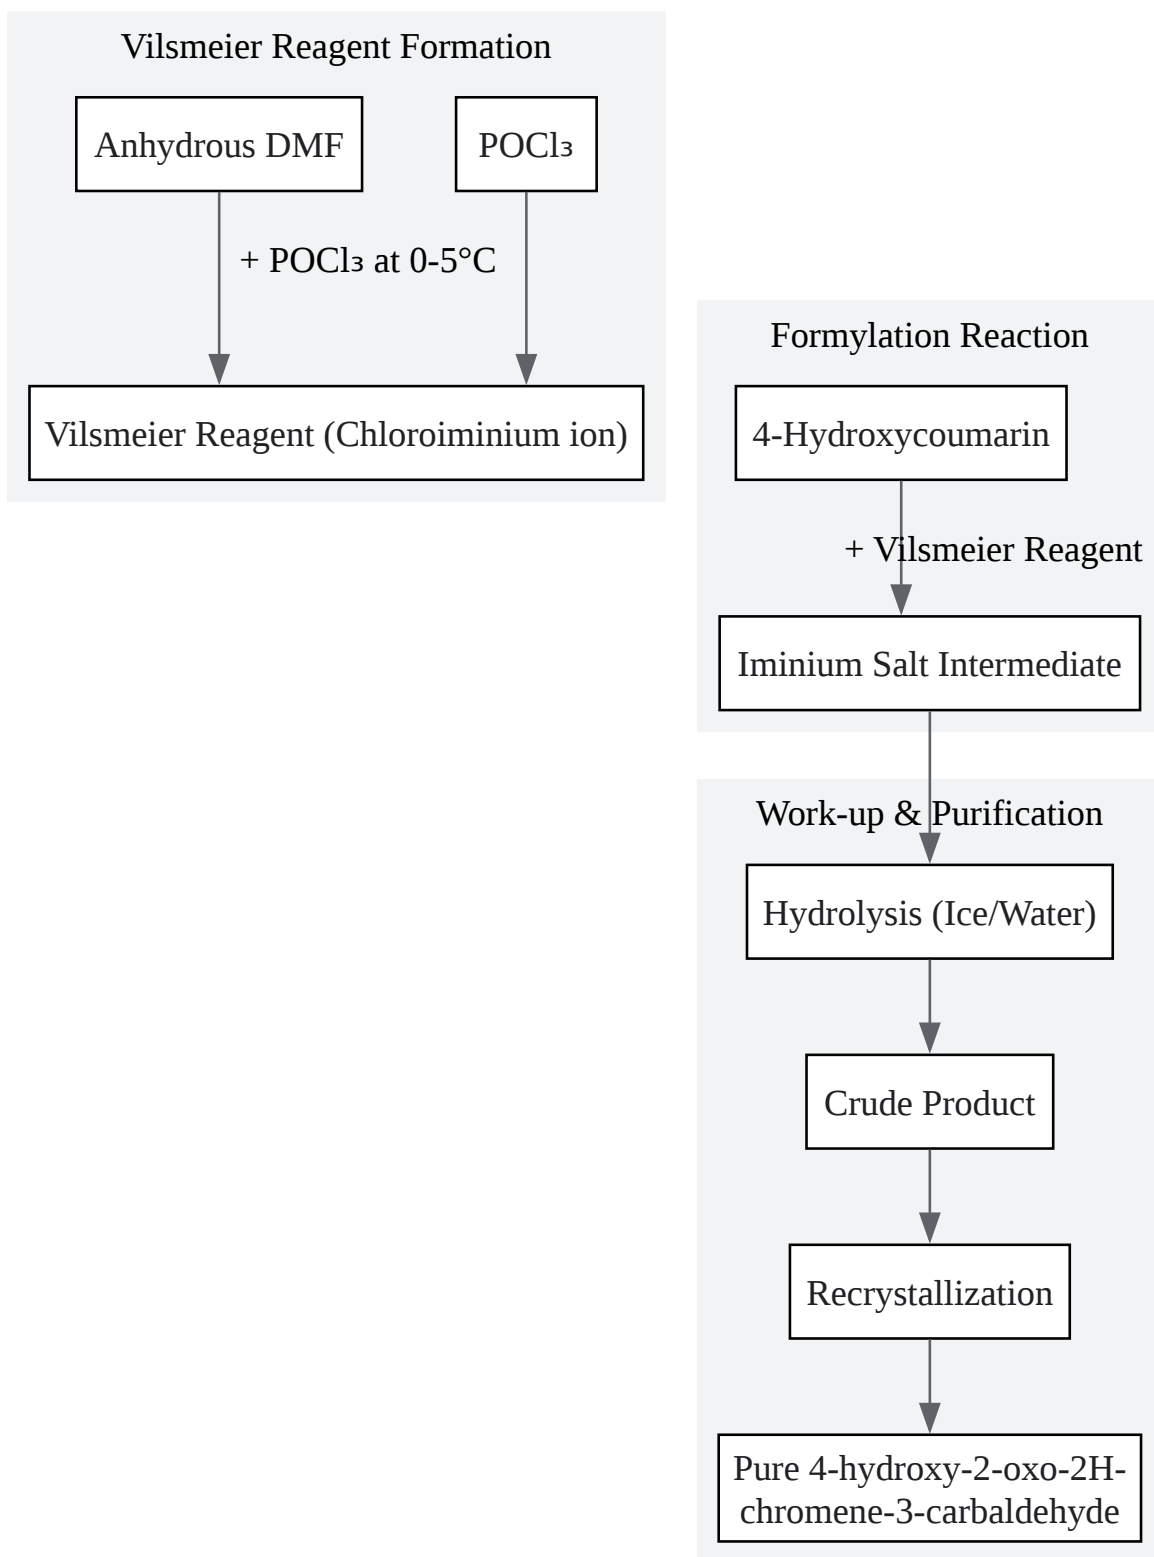 Vilsmeier Reagent Formation
Anhydrous DMF
POCl₃
+ POCl₃ at 0-5°C
Vilsmeier Reagent (Chloroiminium ion)
Formylation Reaction
4-Hydroxycoumarin
+ Vilsmeier Reagent
Iminium Salt Intermediate
Work-up & Purification
Hydrolysis (Ice/Water)
Crude Product
Recrystallization
Pure 4-hydroxy-2-oxo-2H-
chromene-3-carbaldehyde